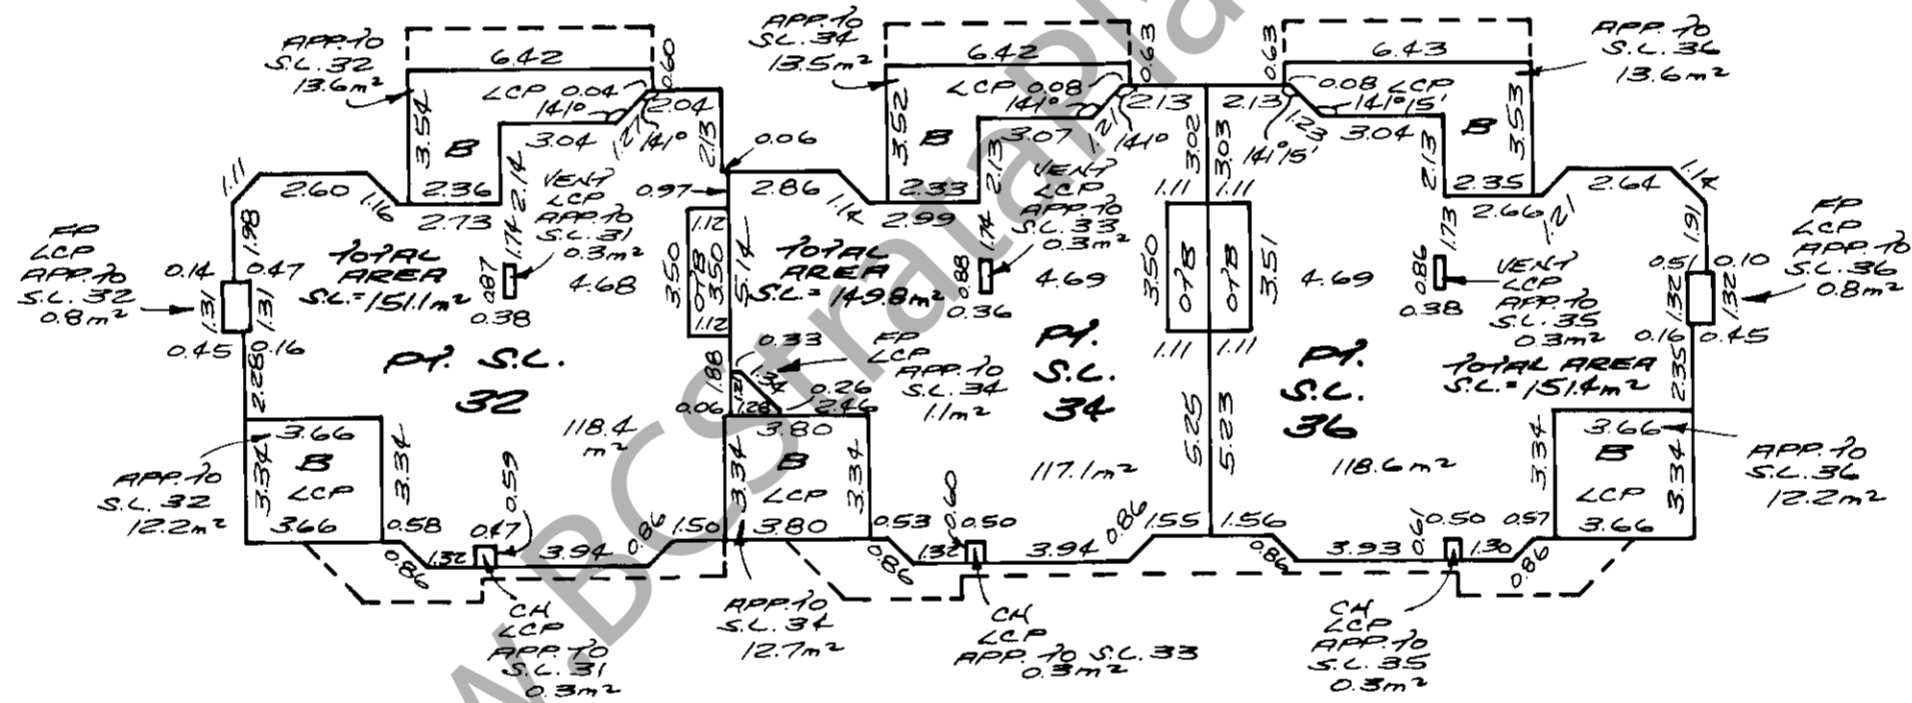 APP. TO
S.L. 32
13.6m²
6.42
0.60
LCP 0.04
141°
2.04
3.54
B
3.04
1.21
141°
2.13
0.06
1.11
2.60
1.16
2.36
2.14
2.73
VENT
LCP
APP. TO
S.L. 31
0.3m²
0.97
1.98
TOTAL
AREA
S.L. = 151.1m²
1.74
0.87
0.38
4.68
3.50
1.12
OTB
3.50
1.12
5.14
FP
LCP
APP. TO
S.L. 32
0.8m²
0.14
0.47
1.31
1.31
0.45
0.16
2.28
PT. S.L.
32
118.4
m²
1.88
0.06
3.66
B
LCP
3.66
3.34
3.34
APP. TO
S.L. 32
12.2m²
0.58
0.86
1.32
0.47
0.59
3.94
0.86
1.50
CH
LCP
APP. TO
S.L. 31
0.3m²
APP. TO
S.L. 34
13.5m²
6.42
0.63
LCP 0.08
141°
2.13
3.52
B
3.07
1.21
141°
3.02
2.86
1.14
2.33
2.13
2.99
VENT
LCP
APP. TO
S.L. 33
0.3m²
TOTAL
AREA
S.L. = 149.8m²
1.74
0.88
0.36
4.69
3.50
1.11
OTB
1.11
0.33
FP
LCP
APP. TO
S.L. 34
1.1m²
1.34
1.21
1.28
0.26
2.46
PT.
S.L.
34
117.1m²
5.25
3.80
B
LCP
3.80
3.34
3.34
APP. TO
S.L. 34
12.7m²
0.53
0.86
1.32
0.60
0.50
3.94
0.86
1.55
CH
LCP
APP. TO S.L. 33
0.3m²
0.63
6.43
APP. TO
S.L. 36
13.6m²
0.08 LCP
141°15'
2.13
1.23
141°15'
3.04
B
3.53
3.03
2.13
2.35
2.66
1.21
2.64
1.14
1.91
1.11
OTB
3.51
1.11
4.69
1.73
0.86
0.38
VENT
LCP
APP. TO
S.L. 35
0.3m²
0.51
0.10
1.32
1.32
0.16
0.45
FP
LCP
APP. TO
S.L. 36
0.8m²
2.35
TOTAL AREA
S.L. = 151.4m²
PT.
S.L.
36
118.6m²
5.23
3.66
B
LCP
3.66
3.34
3.34
APP. TO
S.L. 36
12.2m²
1.56
0.86
3.93
0.61
0.50
1.30
0.57
0.86
CH
LCP
APP. TO
S.L. 35
0.3m²
w.BCStrataPla